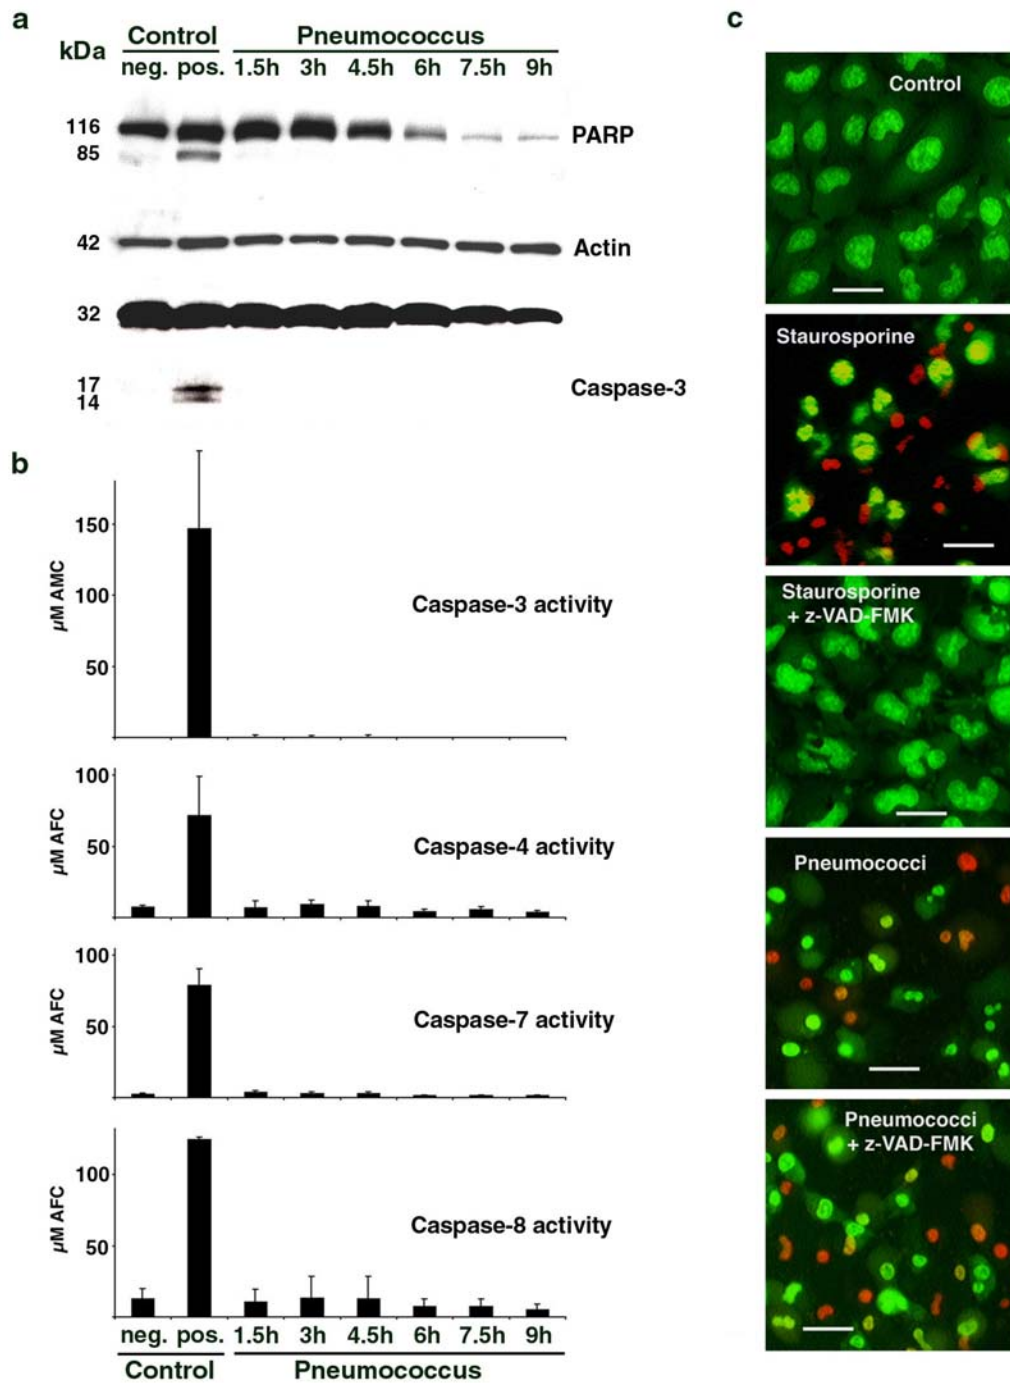 a
Control Pneumococcus
kDa
neg. pos. 1.5h 3h 4.5h 6h 7.5h 9h
116
PARP
85
42
Actin
32
17
Caspase-3
14
b
150
100
50
µM AMC
Caspase-3 activity
100
50
µM AFC
Caspase-4 activity
100
50
µM AFC
Caspase-7 activity
100
50
µM AFC
Caspase-8 activity
neg. pos. 1.5h 3h 4.5h 6h 7.5h 9h
Control Pneumococcus
c
Control
Staurosporine
Staurosporine
+ z-VAD-FMK
Pneumococci
Pneumococci
+ z-VAD-FMK